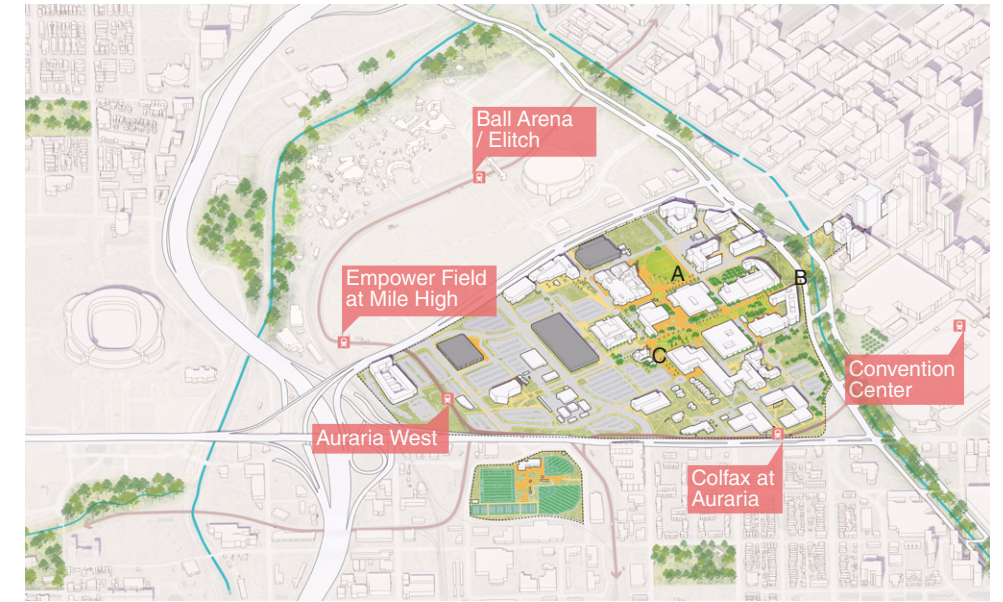 Ball Arena
/ Elitch
A
B
Empower Field
at Mile High
C
Convention
Center
Auraria West
Colfax at
Auraria